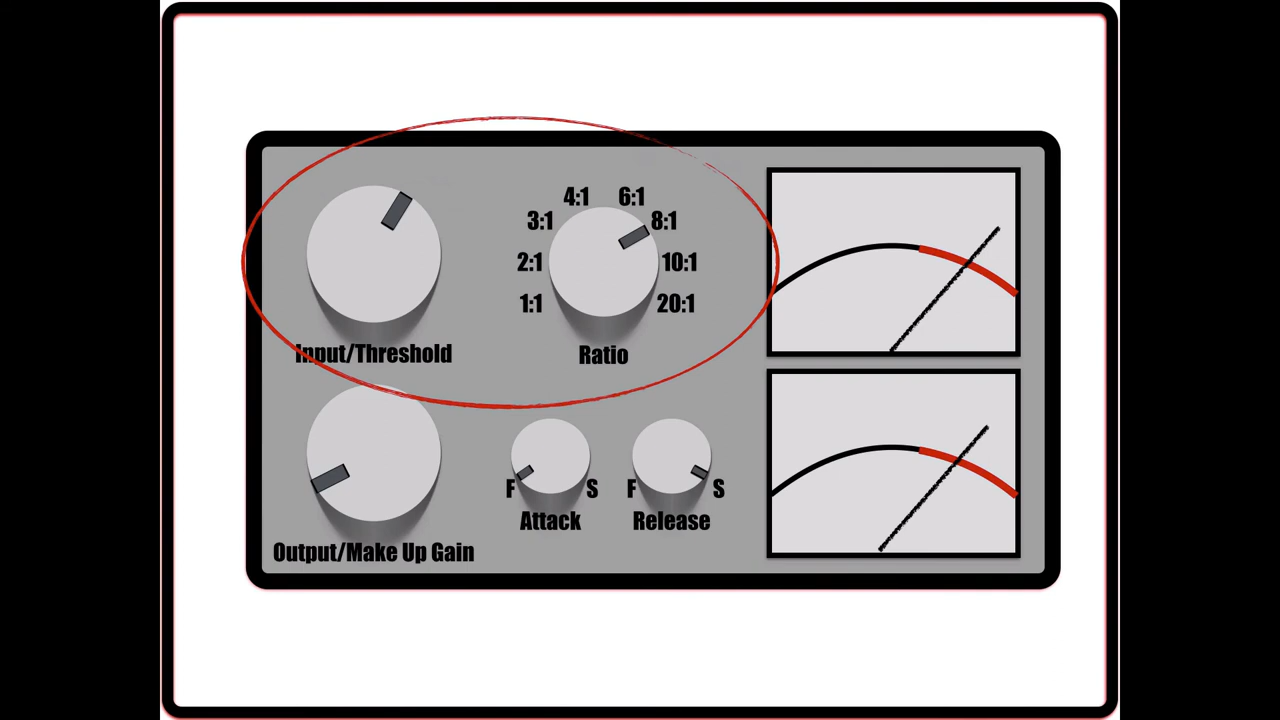 4:1 6:1
3:1 8:1
2:1 10:1
1:1 20:1
Input/Threshold
Ratio
F S
Attack
F S
Release
Output/Make Up Gain